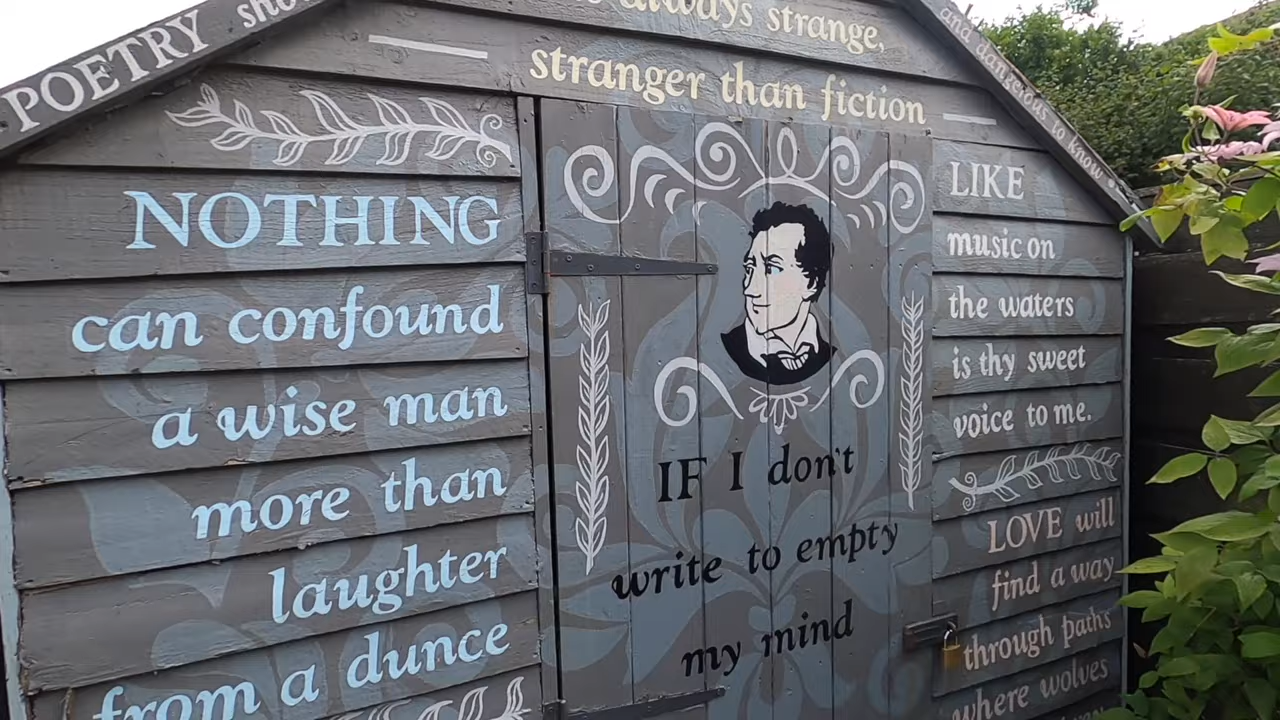 POETRY
always strange,
stranger than fiction
and dangerous to know
NOTHING
can confound
a wise man
more than
laughter
from a dunce
IF I don't
write to empty
my mind
LIKE
music on
the waters
is thy sweet
voice to me.
LOVE will
find a way
through paths
where wolves